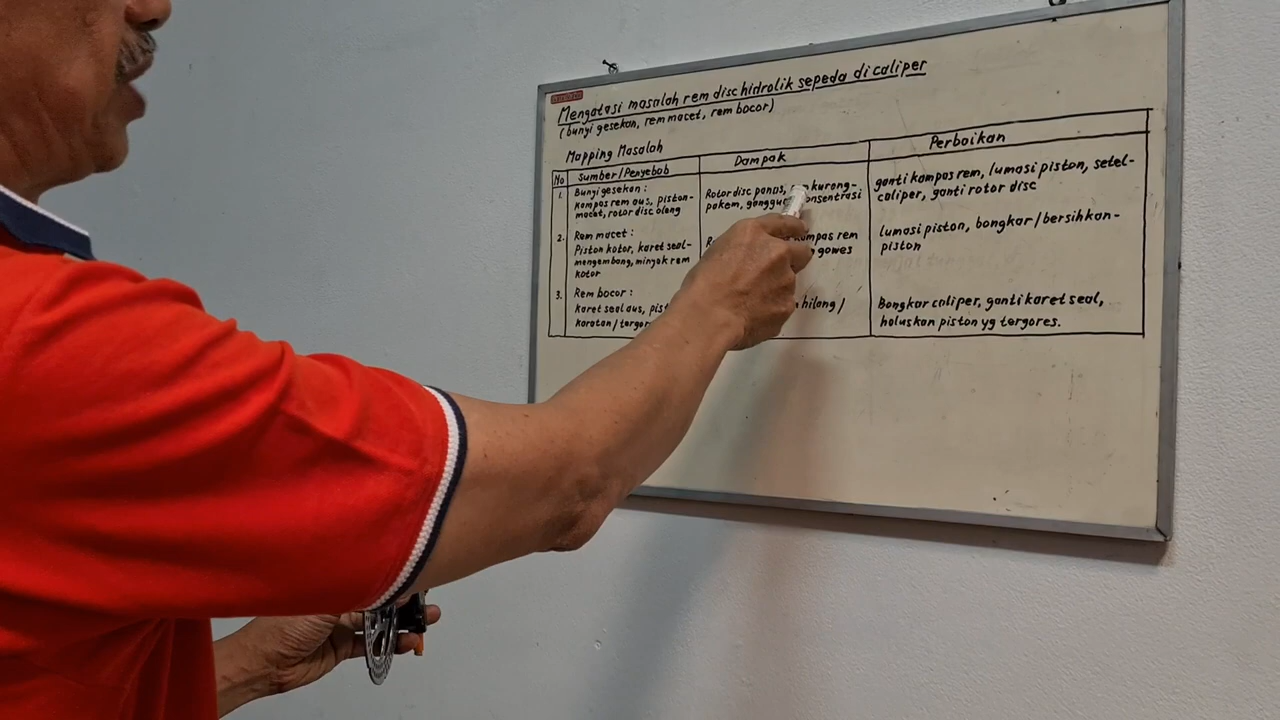 Mengatasi masalah rem disc hidrolik sepeda di caliper
(bunyi gesekan, rem macet, rem bocor)
Mapping Masalah
No Sumber/Penyebab Dampak Perbaikan
1. Bunyi gesekan :
kampas rem aus, piston-
macet, rotor disc oleng
Rotor disc panas, kurang-
pakem, onsentrasi
ganti kampas rem, lumasi piston, setel-
caliper, ganti rotor disc
2. Rem macet :
Piston kotor, karet seal-
mengembang, minyak rem
kotor
kampas rem
gowes
lumasi piston, bongkar/bersihkan-
piston
3. Rem bocor :
karet seal aus,
karatan/
hilang/
Bongkar caliper, ganti karet seal,
haluskan piston yg tergores.